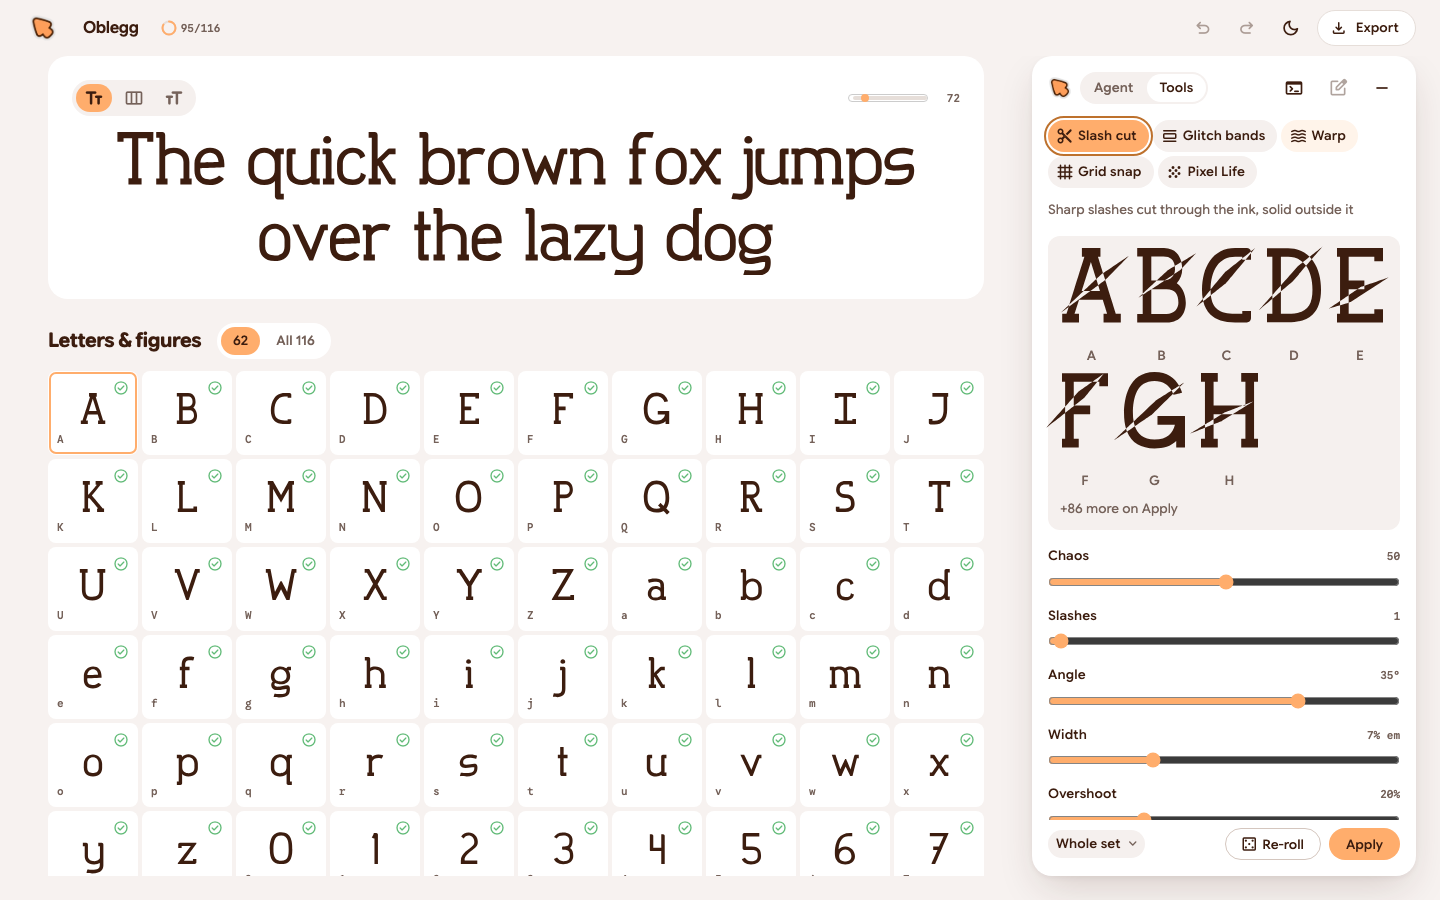 Oblegg
95/116
Export
Tt
tT
72
The quick brown fox jumps
over the lazy dog
Letters & figures
62
All 116
A B C D E F G H I J
A B C D E F G H I J
K L M N O P Q R S T
K L M N O P Q R S T
U V W X Y Z a b c d
U V W X Y Z a b c d
e f g h i j k l m n
e f g h i j k l m n
o p q r s t u v w x
o p q r s t u v w x
y z 0 1 2 3 4 5 6 7
Agent
Tools
Slash cut
Glitch bands
Warp
Grid snap
Pixel Life
Sharp slashes cut through the ink, solid outside it
A B C D E
A B C D E
F G H
F G H
+86 more on Apply
Chaos
50
Slashes
1
Angle
35°
Width
7% em
Overshoot
20%
Whole set
Re-roll
Apply